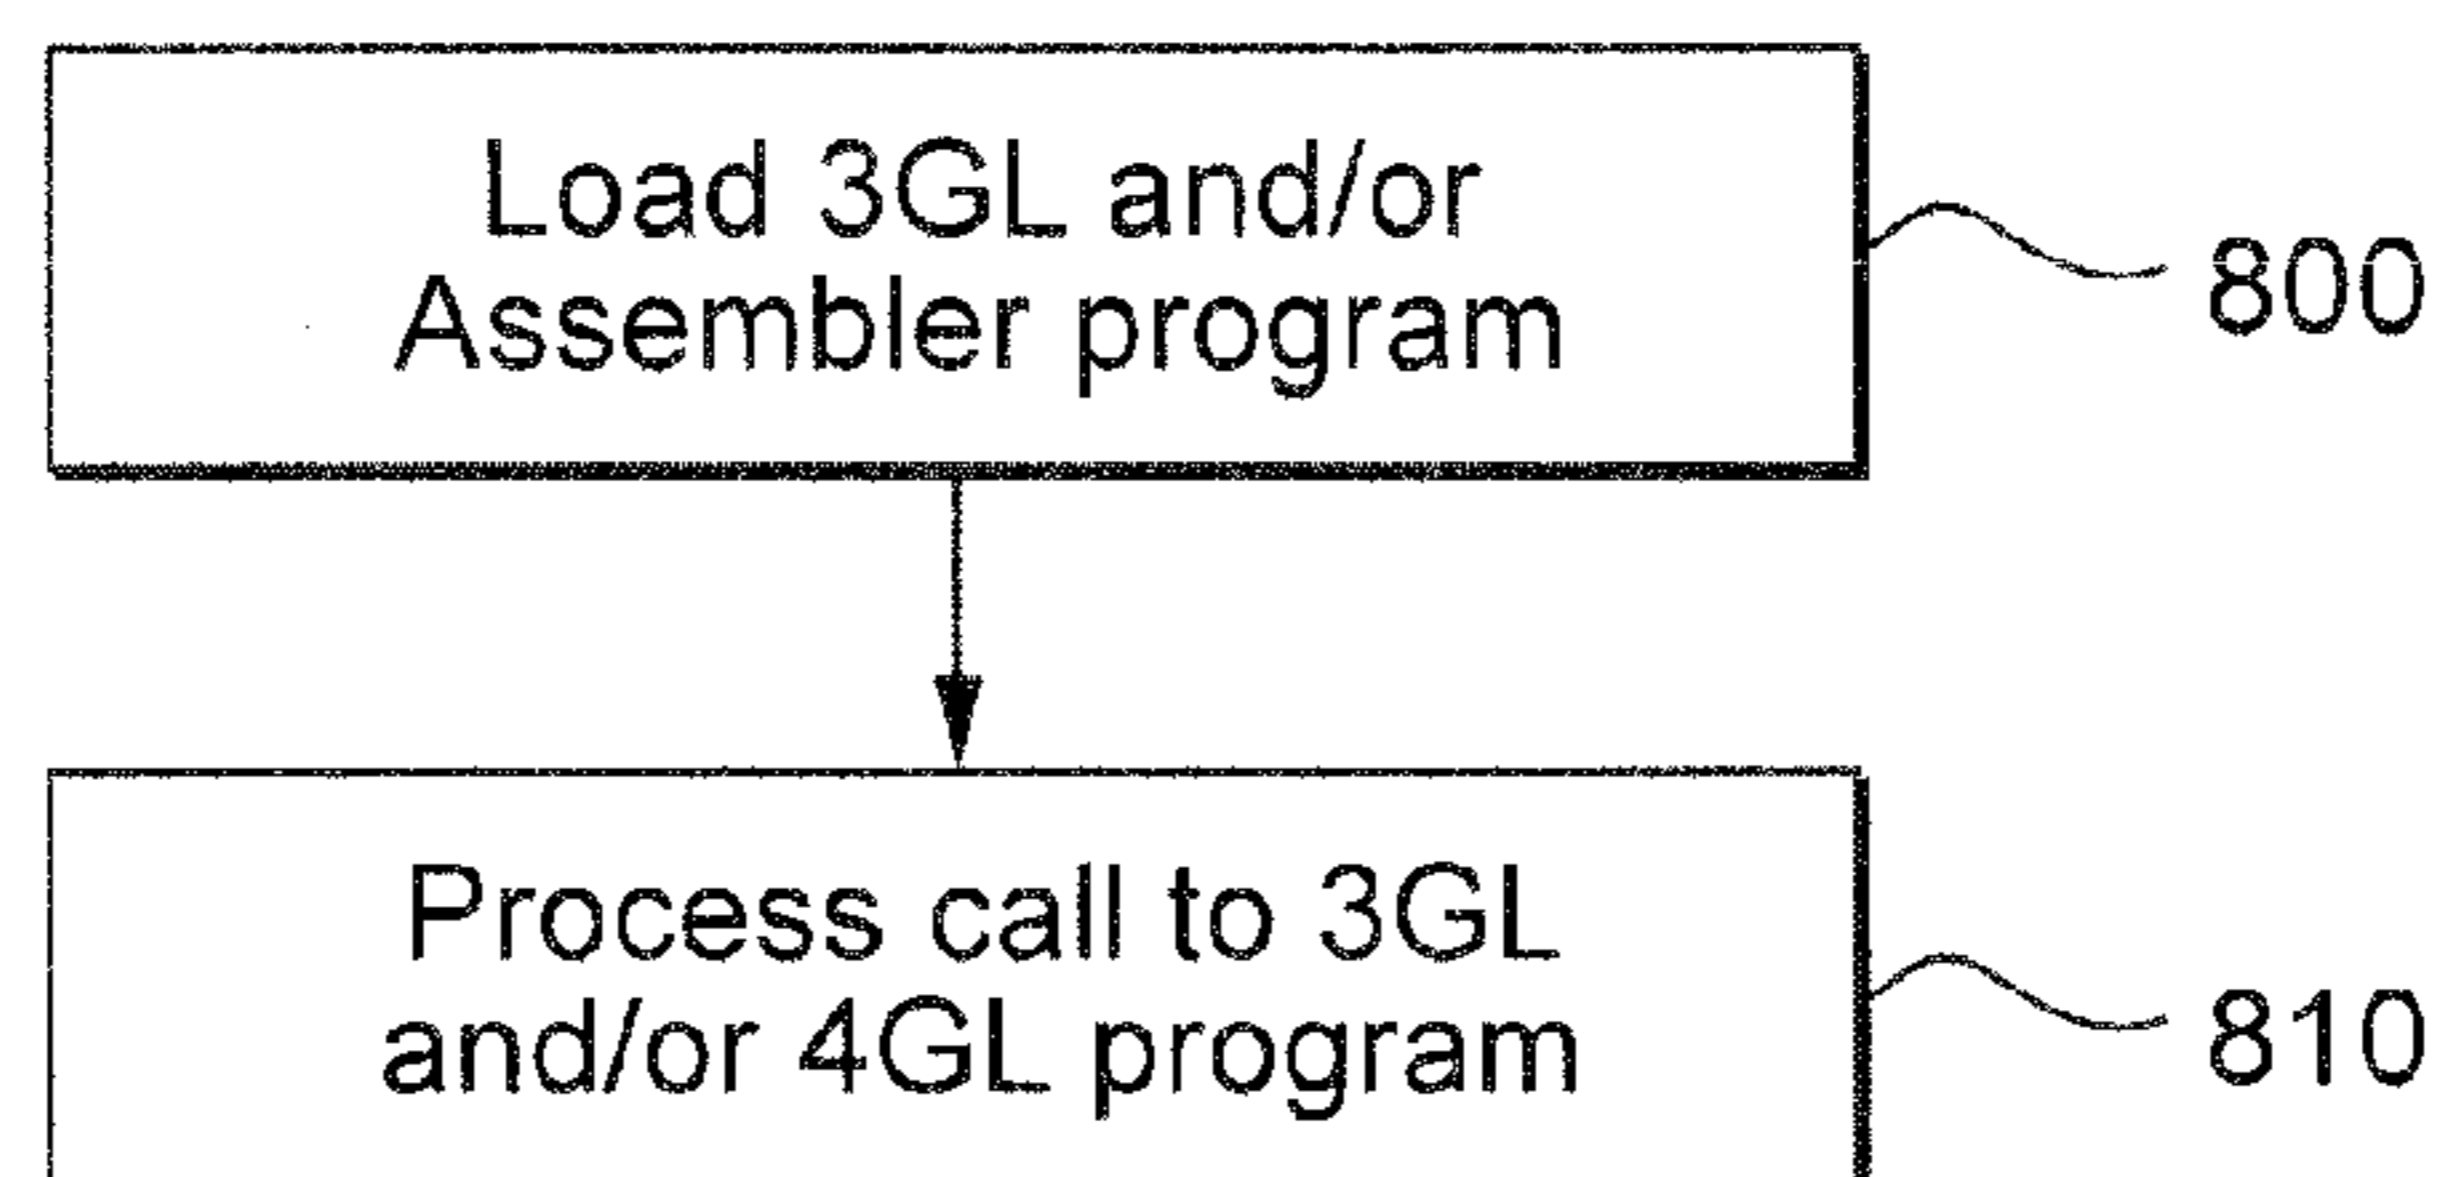 Load 3GL and/or
Assembler program
800
Process call to 3GL
and/or 4GL program
810